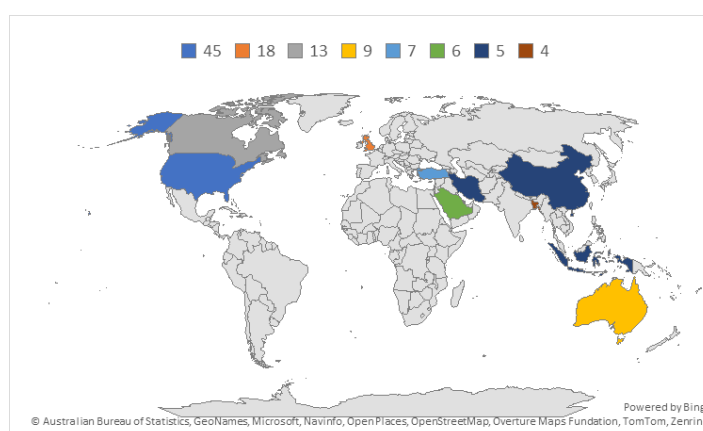 45 18 13 9 7 6 5 4
Powered by Bing
© Australian Bureau of Statistics, GeoNames, Microsoft, Navinfo, Open Places, OpenStreetMap, Overture Maps Fundation, TomTom, Zenrin